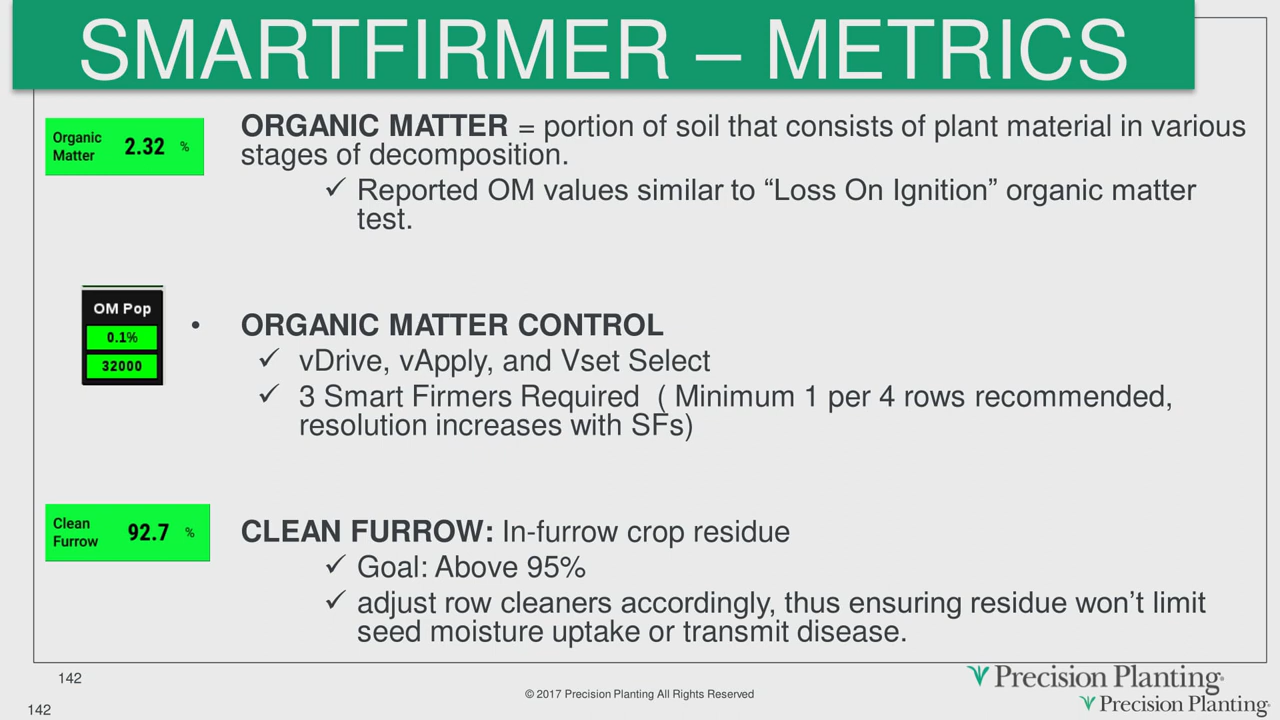 SMARTFIRMER – METRICS
Organic
Matter 2.32 %
ORGANIC MATTER = portion of soil that consists of plant material in various
stages of decomposition.
✓ Reported OM values similar to “Loss On Ignition” organic matter
test.
OM Pop
0.1%
32000
• ORGANIC MATTER CONTROL
✓ vDrive, vApply, and Vset Select
✓ 3 Smart Firmers Required ( Minimum 1 per 4 rows recommended,
resolution increases with SFs)
Clean
Furrow 92.7 %
CLEAN FURROW: In-furrow crop residue
✓ Goal: Above 95%
✓ adjust row cleaners accordingly, thus ensuring residue won’t limit
seed moisture uptake or transmit disease.
142
Precision Planting®
© 2017 Precision Planting All Rights Reserved
142
Precision Planting®